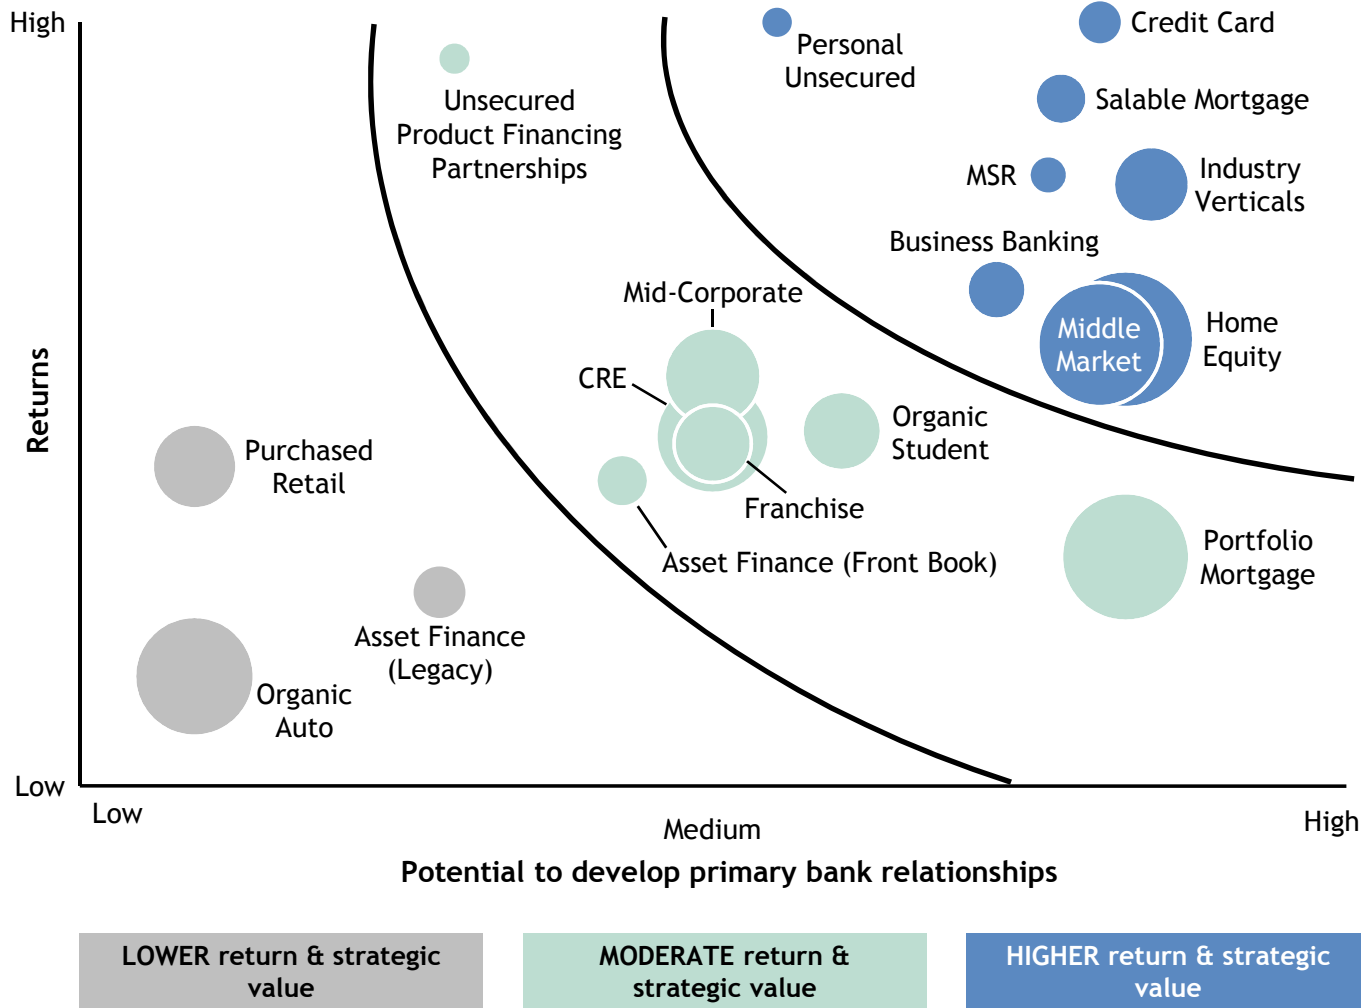 High
Returns
Low
Low
Medium
High
Potential to develop primary bank relationships
Unsecured
Product Financing
Partnerships
Personal
Unsecured
Credit Card
Salable Mortgage
MSR
Industry
Verticals
Business Banking
Middle
Market
Home
Equity
Mid-Corporate
CRE
Organic
Student
Franchise
Asset Finance (Front Book)
Portfolio
Mortgage
Purchased
Retail
Asset Finance
(Legacy)
Organic
Auto
LOWER return & strategic
value
MODERATE return &
strategic value
HIGHER return & strategic
value